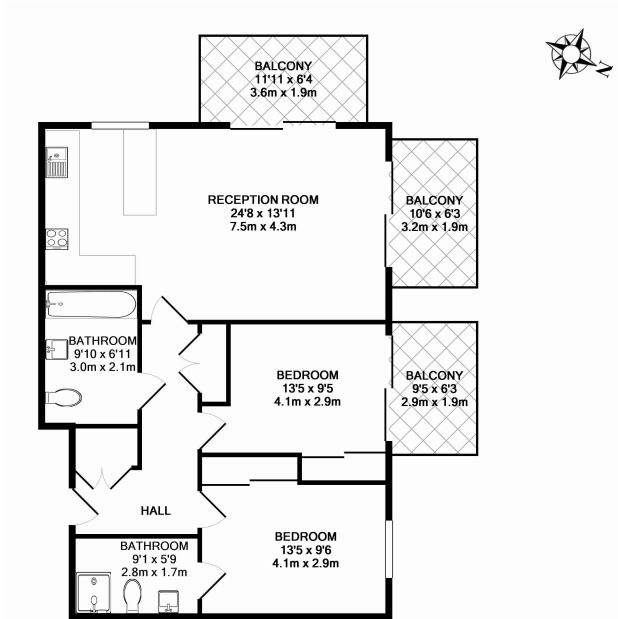 BALCONY
11'11 x 6'4
3.6m x 1.9m
N
RECEPTION ROOM
24'8 x 13'11
7.5m x 4.3m
BALCONY
10'6 x 6'3
3.2m x 1.9m
BATHROOM
9'10 x 6'11
3.0m x 2.1m
BEDROOM
13'5 x 9'5
4.1m x 2.9m
BALCONY
9'5 x 6'3
2.9m x 1.9m
HALL
BATHROOM
9'1 x 5'9
2.8m x 1.7m
BEDROOM
13'5 x 9'6
4.1m x 2.9m